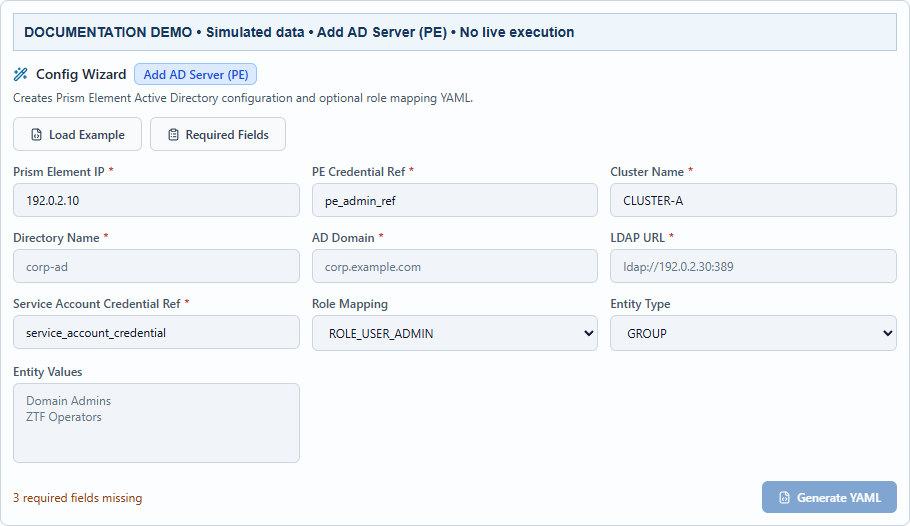 DOCUMENTATION DEMO • Simulated data • Add AD Server (PE) • No live execution
Config Wizard Add AD Server (PE)
Creates Prism Element Active Directory configuration and optional role mapping YAML.
Load Example Required Fields
Prism Element IP * PE Credential Ref * Cluster Name *
192.0.2.10 pe_admin_ref CLUSTER-A
Directory Name * AD Domain * LDAP URL *
corp-ad corp.example.com ldap://192.0.2.30:389
Service Account Credential Ref * Role Mapping Entity Type
service_account_credential ROLE_USER_ADMIN GROUP
Entity Values
Domain Admins
ZTF Operators
3 required fields missing Generate YAML